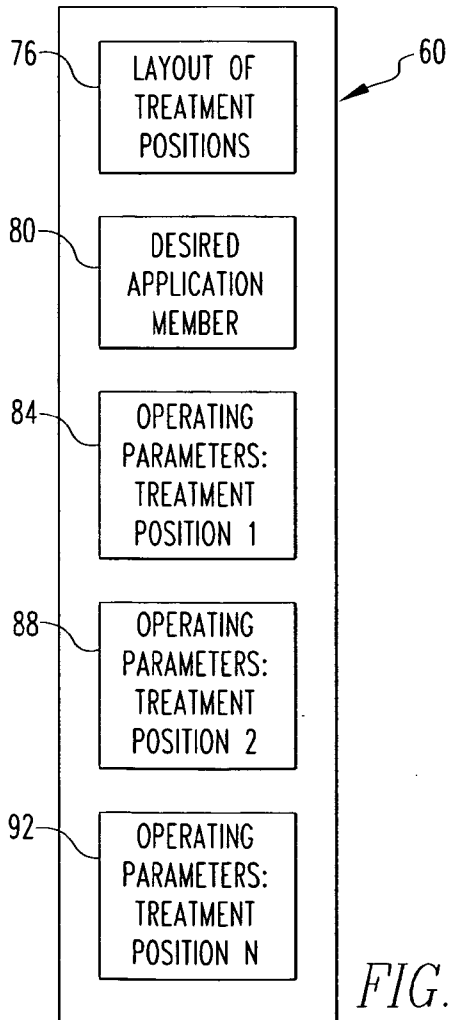 76
LAYOUT OF
TREATMENT
POSITIONS
60
80
DESIRED
APPLICATION
MEMBER
84
OPERATING
PARAMETERS:
TREATMENT
POSITION 1
88
OPERATING
PARAMETERS:
TREATMENT
POSITION 2
92
OPERATING
PARAMETERS:
TREATMENT
POSITION N
FIG.